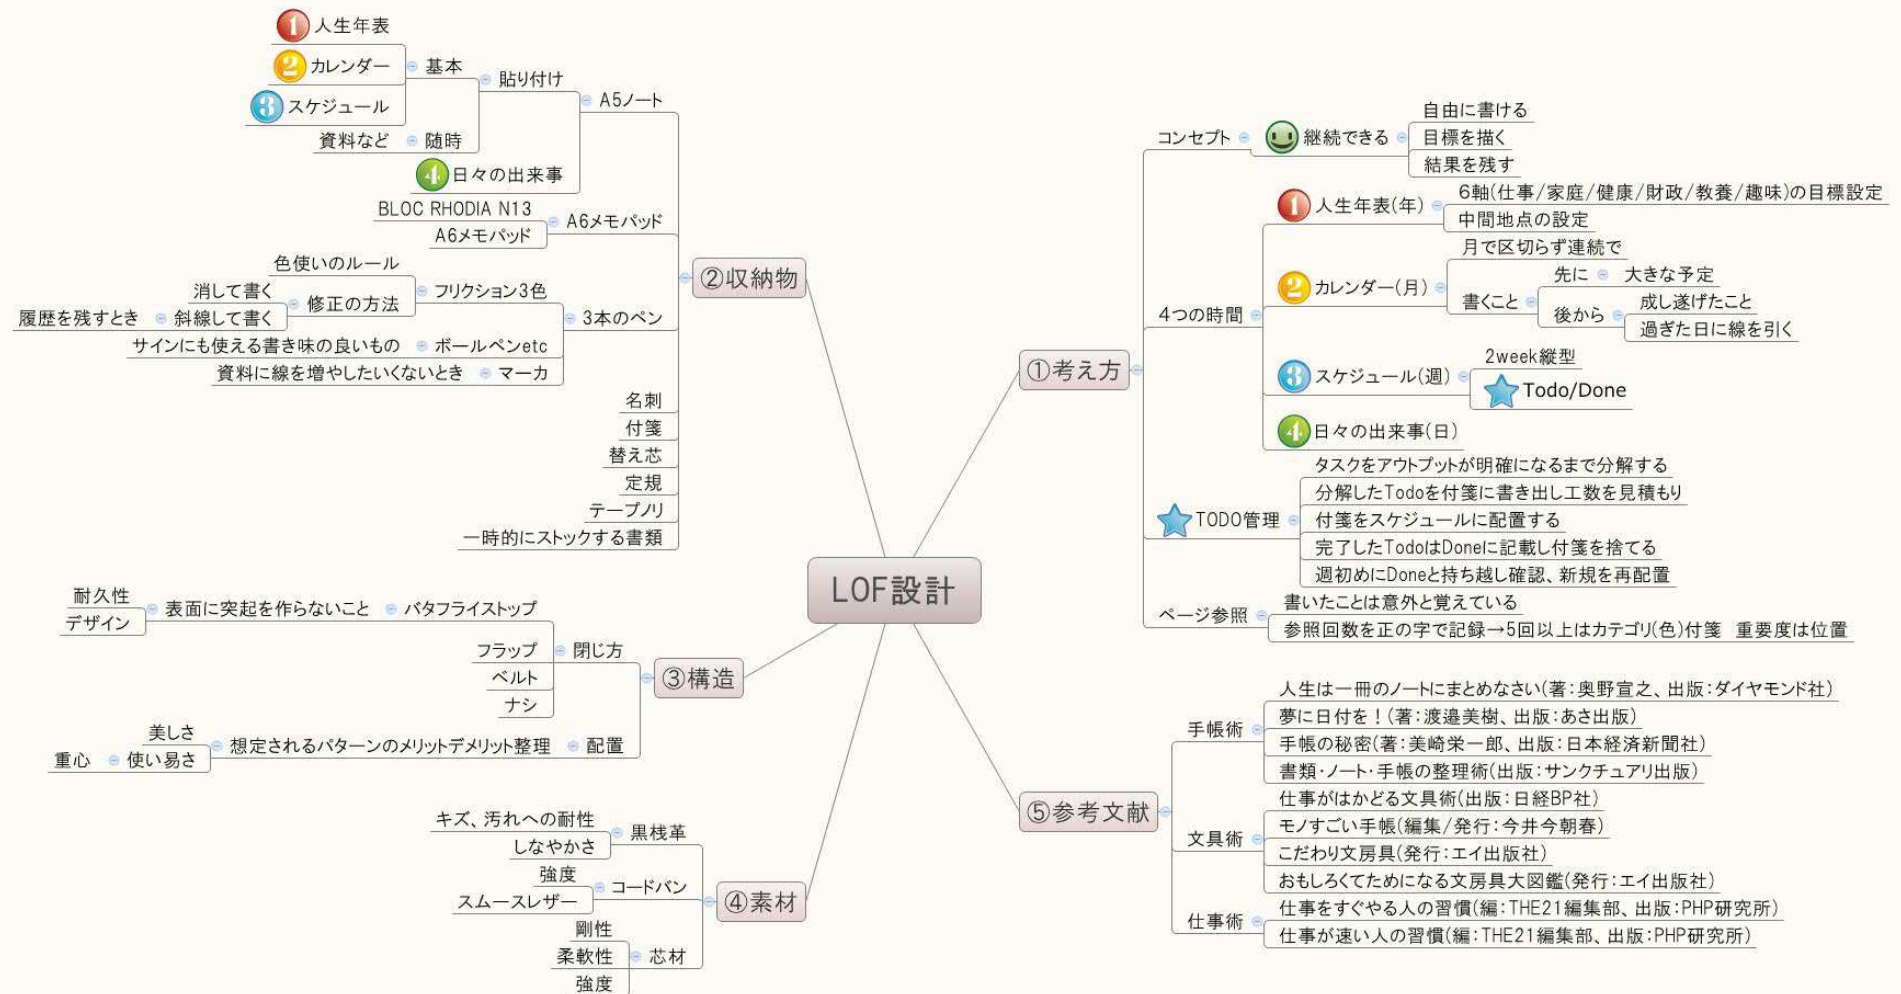 LOF設計
①考え方
コンセプト
継続できる
自由に書ける
目標を描く
結果を残す
4つの時間
1 人生年表(年)
6軸(仕事/家庭/健康/財政/教養/趣味)の目標設定
中間地点の設定
2 カレンダー(月)
月で区切らず連続で
書くこと
先に
大きな予定
後から
成し遂げたこと
過ぎた日に線を引く
3 スケジュール(週)
2week縦型
Todo/Done
4 日々の出来事(日)
TODO管理
タスクをアウトプットが明確になるまで分解する
分解したTodoを付箋に書き出し工数を見積もり
付箋をスケジュールに配置する
完了したTodoはDoneに記載し付箋を捨てる
週初めにDoneと持ち越し確認、新規を再配置
ページ参照
書いたことは意外と覚えている
参照回数を正の字で記録→5回以上はカテゴリ(色)付箋 重要度は位置
②収納物
A5ノート
貼り付け
基本
1 人生年表
2 カレンダー
3 スケジュール
随時
資料など
4 日々の出来事
A6メモパッド
BLOC RHODIA N13
A6メモパッド
3本のペン
フリクション3色
色使いのルール
修正の方法
消して書く
斜線して書く
履歴を残すとき
ボールペンetc
サインにも使える書き味の良いもの
マーカ
資料に線を増やしたいくないとき
名刺
付箋
替え芯
定規
テープノリ
一時的にストックする書類
③構造
閉じ方
バタフライストップ
表面に突起を作らないこと
耐久性
デザイン
フラップ
ベルト
ナシ
配置
想定されるパターンのメリットデメリット整理
美しさ
使い易さ
重心
④素材
黒桟革
キズ、汚れへの耐性
しなやかさ
コードバン
強度
スムースレザー
芯材
剛性
柔軟性
強度
⑤参考文献
手帳術
人生は一冊のノートにまとめなさい(著：奥野宣之、出版：ダイヤモンド社)
夢に日付を！(著：渡邉美樹、出版：あさ出版)
手帳の秘密(著：美崎栄一郎、出版：日本経済新聞社)
書類・ノート・手帳の整理術(出版：サンクチュアリ出版)
文具術
仕事がはかどる文具術(出版：日経BP社)
モノすごい手帳(編集/発行：今井今朝春)
こだわり文房具(発行：エイ出版社)
おもしろくてためになる文房具大図鑑(発行：エイ出版社)
仕事術
仕事をすぐやる人の習慣(編：THE21編集部、出版：PHP研究所)
仕事が速い人の習慣(編：THE21編集部、出版：PHP研究所)